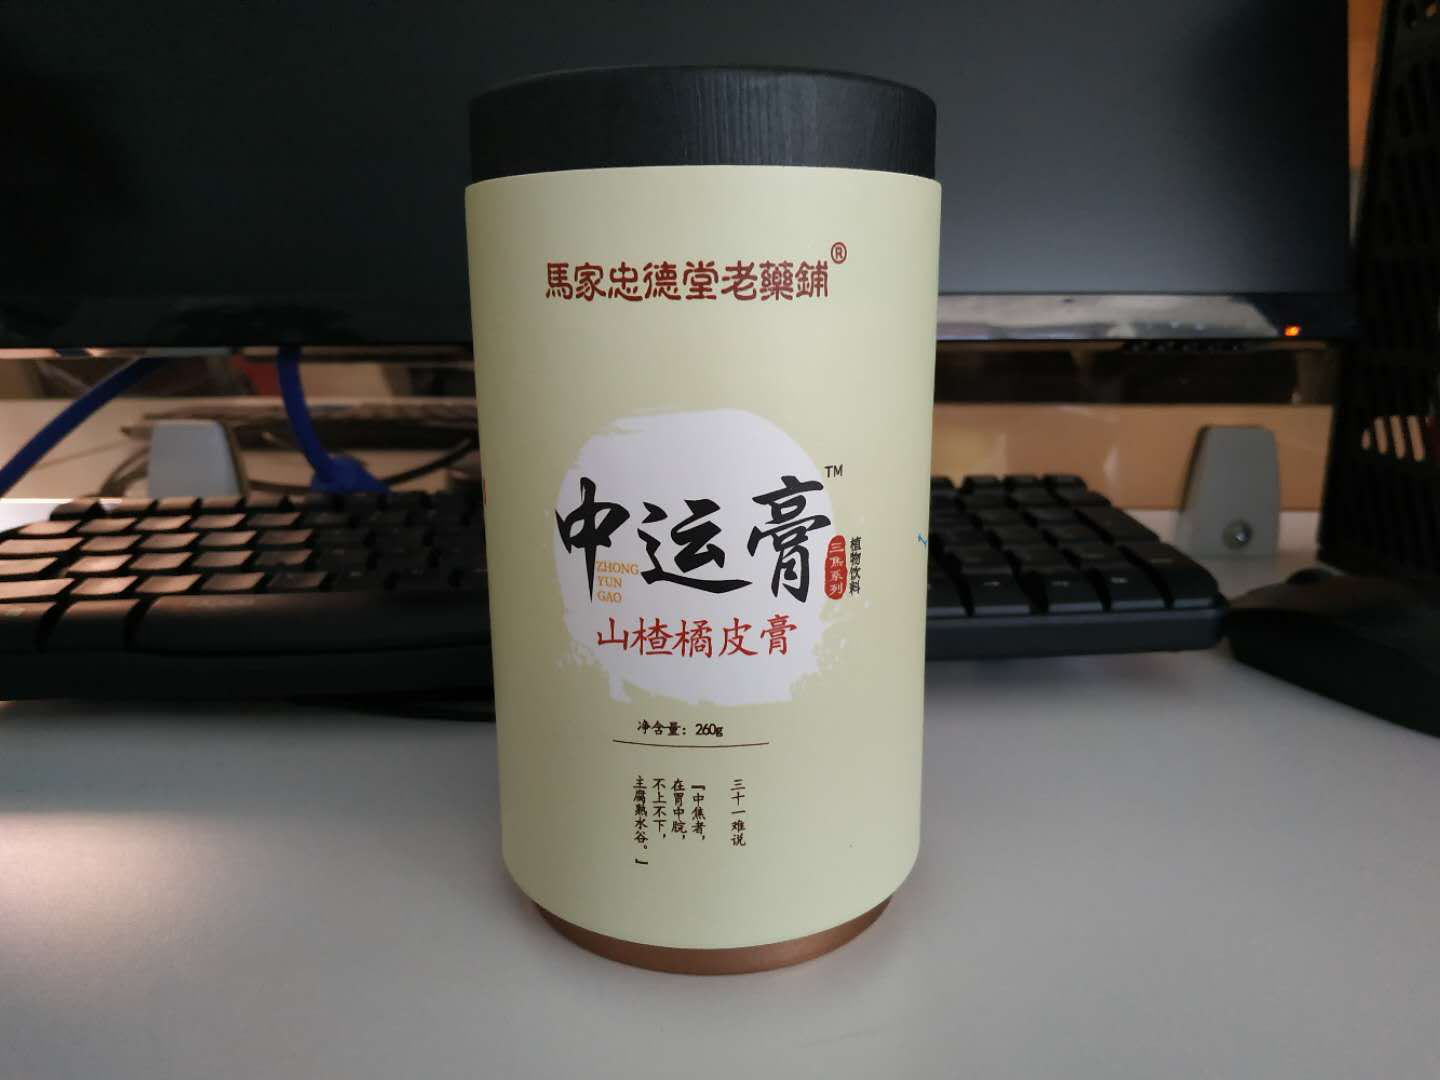 馬家忠德堂老藥鋪®
中运膏™
ZHONG
YUN
GAO
三焦系列
植物饮料
山楂橘皮膏
净含量：260g
三十一难说
『中焦者，
在胃中脘，
不上不下，
主腐熟水谷。』